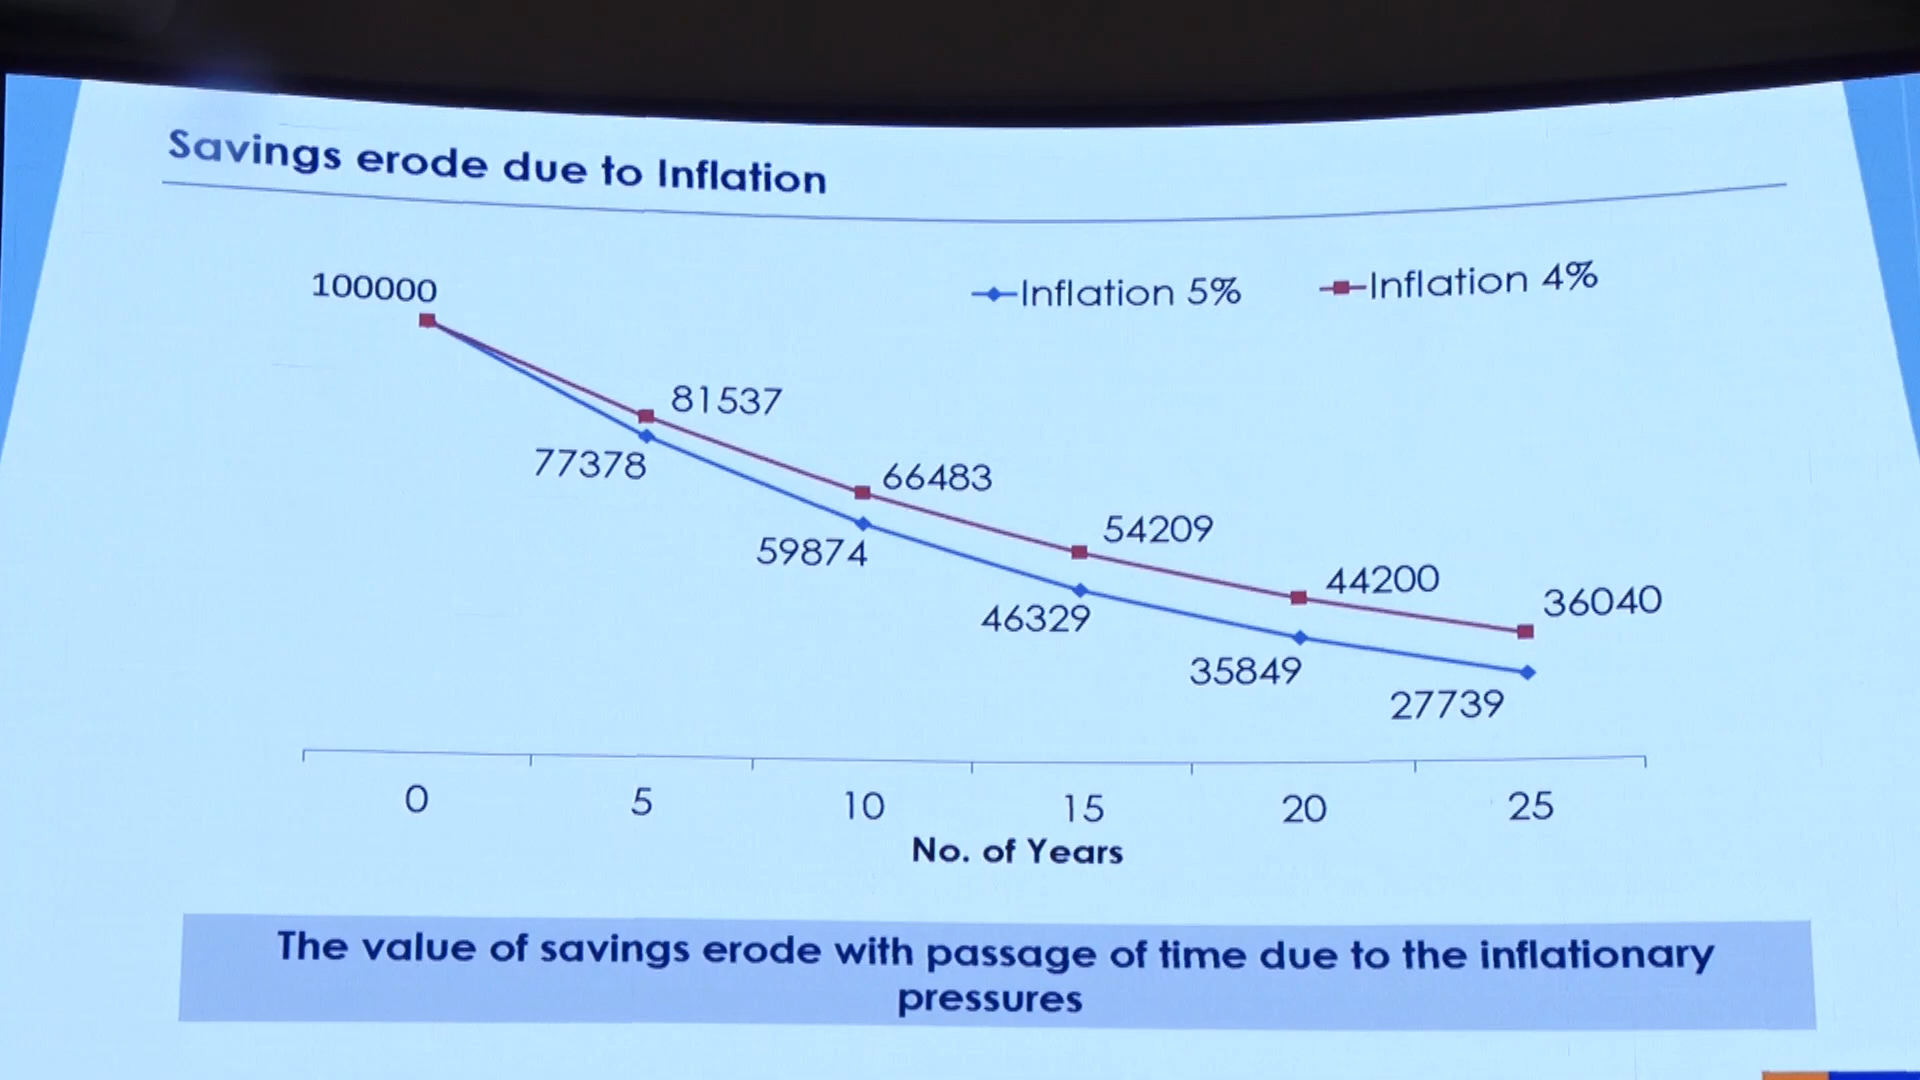 Savings erode due to Inflation
100000
Inflation 5%
Inflation 4%
81537
77378
66483
59874
54209
46329
44200
35849
36040
27739
0 5 10 15 20 25
No. of Years
The value of savings erode with passage of time due to the inflationary
pressures